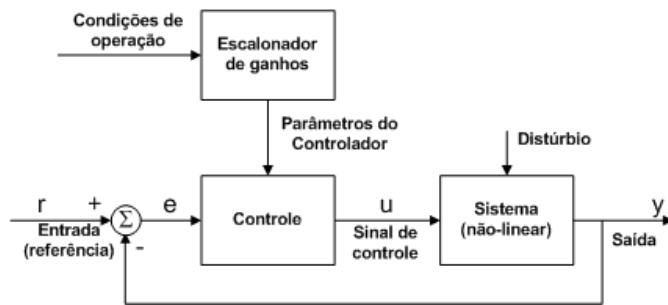 Condições de
operação
Escalonador
de ganhos
Parâmetros do
Controlador
Distúrbio
r
+
Σ
-
e
Controle
u
Sistema
(não-linear)
y
Entrada
(referência)
Sinal de
controle
Saída